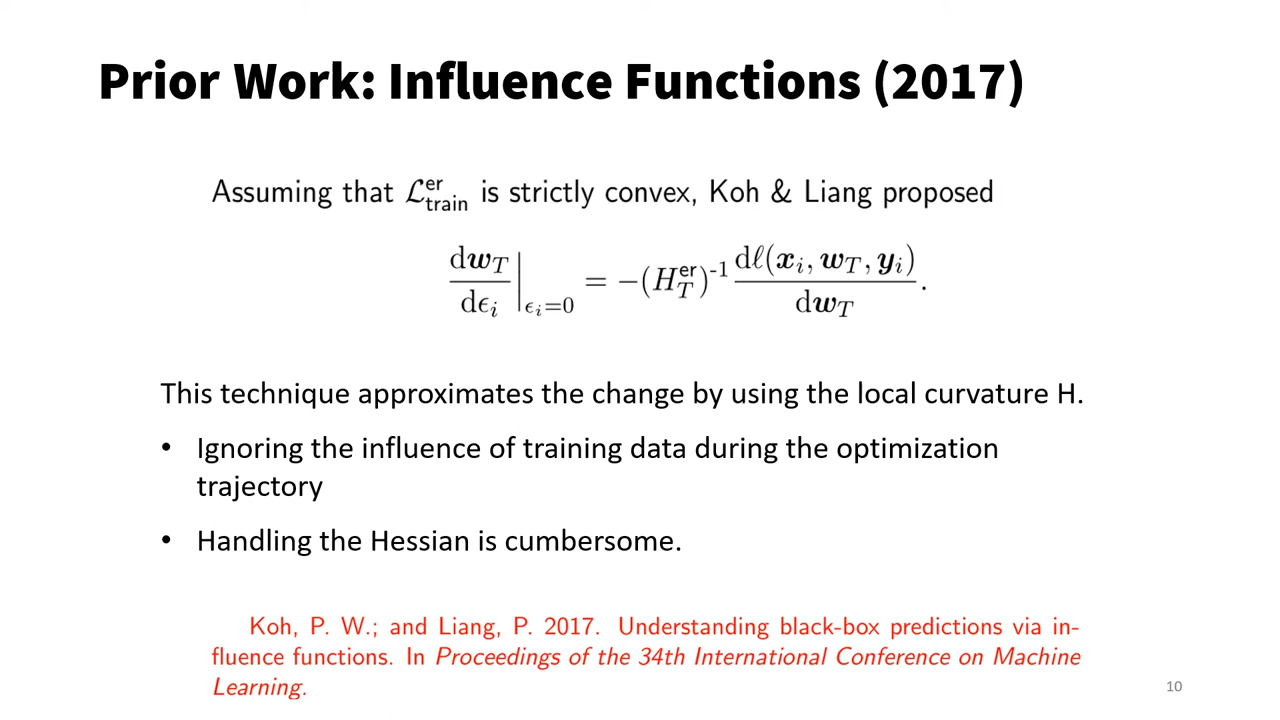 Prior Work: Influence Functions (2017)
Assuming that ℒ^er_train is strictly convex, Koh & Liang proposed
d𝒘_T/dϵ_i |_{ϵ_i=0} = −(H^er_T)^-1 dℓ(𝒙_i, 𝒘_T, 𝒚_i)/d𝒘_T .
This technique approximates the change by using the local curvature H.
• Ignoring the influence of training data during the optimization
trajectory
• Handling the Hessian is cumbersome.
Koh, P. W.; and Liang, P. 2017. Understanding black-box predictions via in-
fluence functions. In Proceedings of the 34th International Conference on Machine
Learning.
10